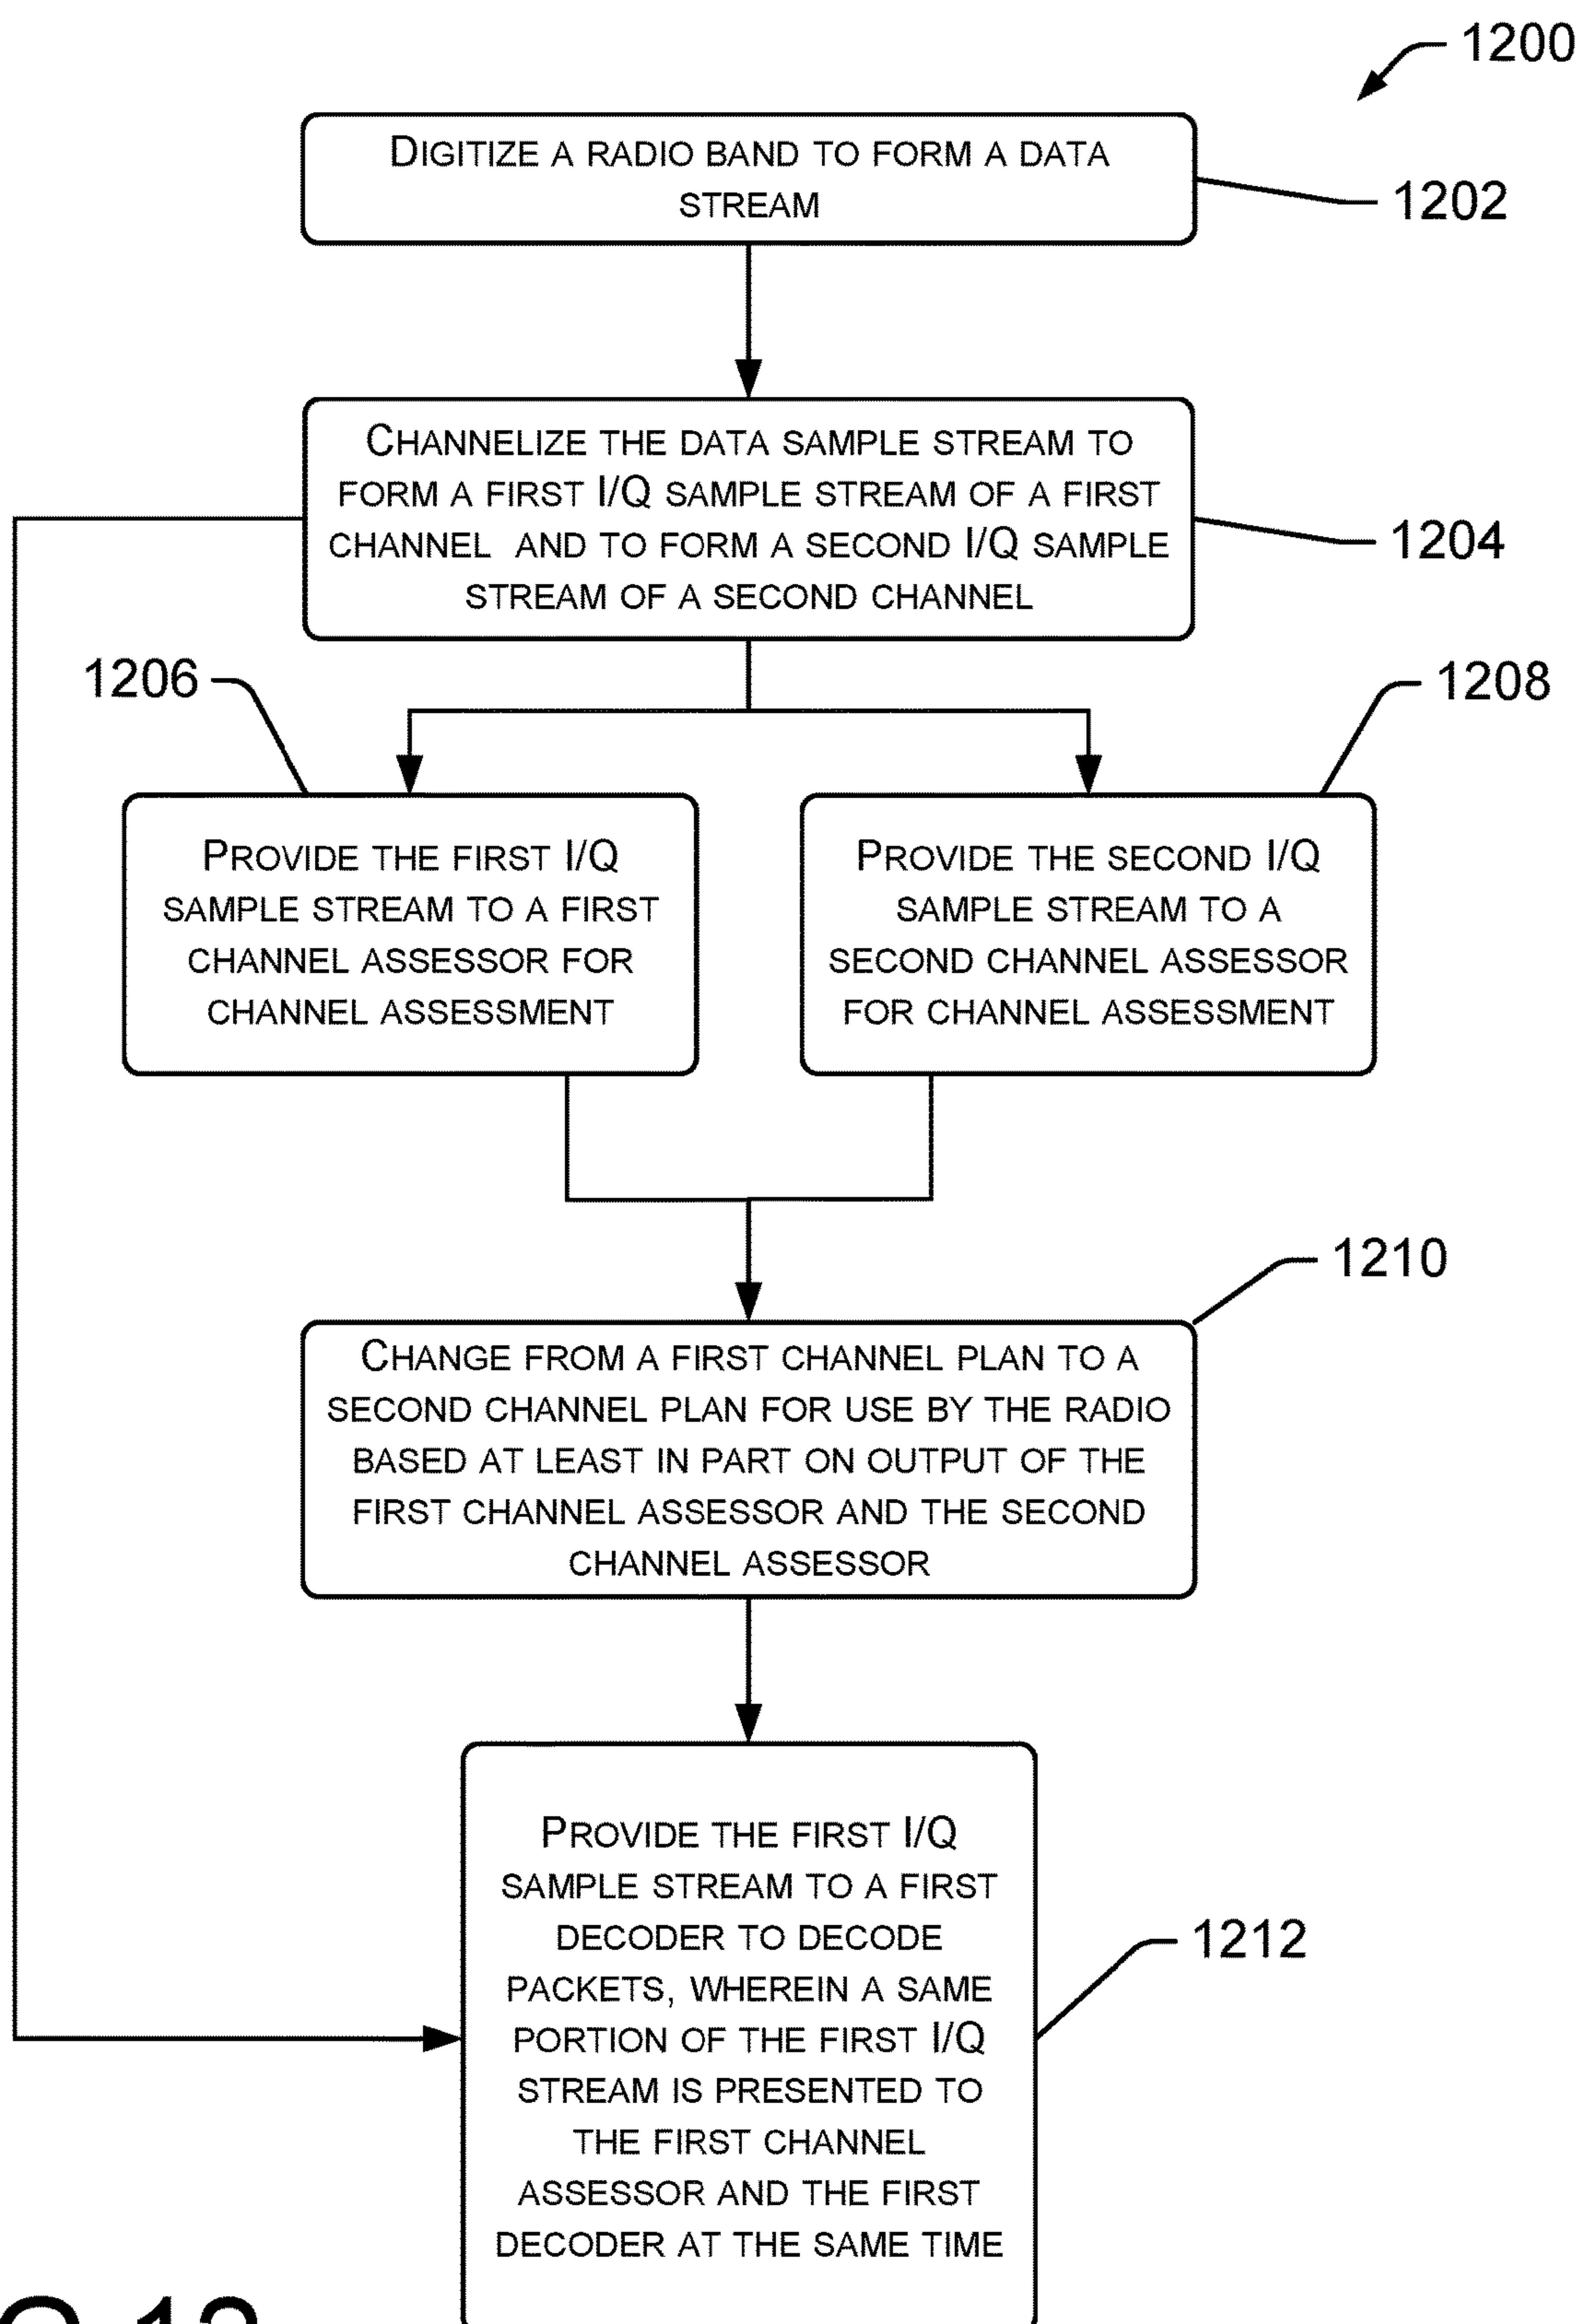 1200
DIGITIZE A RADIO BAND TO FORM A DATA
STREAM
1202
CHANNELIZE THE DATA SAMPLE STREAM TO
FORM A FIRST I/Q SAMPLE STREAM OF A FIRST
CHANNEL AND TO FORM A SECOND I/Q SAMPLE
STREAM OF A SECOND CHANNEL
1204
1206
1208
PROVIDE THE FIRST I/Q
SAMPLE STREAM TO A FIRST
CHANNEL ASSESSOR FOR
CHANNEL ASSESSMENT
PROVIDE THE SECOND I/Q
SAMPLE STREAM TO A
SECOND CHANNEL ASSESSOR
FOR CHANNEL ASSESSMENT
1210
CHANGE FROM A FIRST CHANNEL PLAN TO A
SECOND CHANNEL PLAN FOR USE BY THE RADIO
BASED AT LEAST IN PART ON OUTPUT OF THE
FIRST CHANNEL ASSESSOR AND THE SECOND
CHANNEL ASSESSOR
PROVIDE THE FIRST I/Q
SAMPLE STREAM TO A FIRST
DECODER TO DECODE
PACKETS, WHEREIN A SAME
PORTION OF THE FIRST I/Q
STREAM IS PRESENTED TO
THE FIRST CHANNEL
ASSESSOR AND THE FIRST
DECODER AT THE SAME TIME
1212